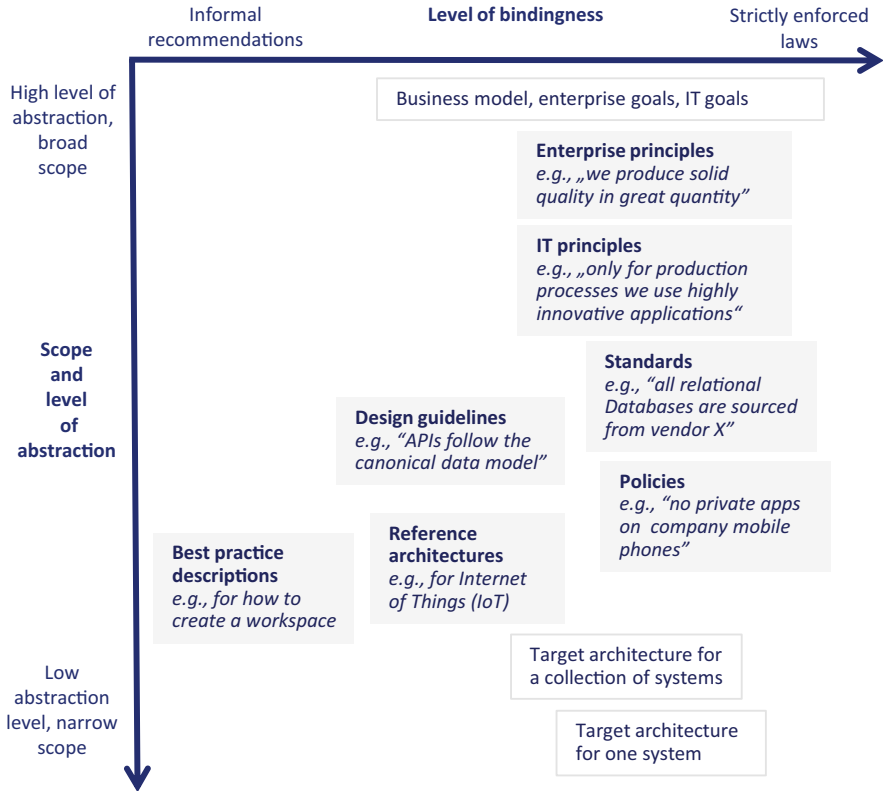 Informal
recommendations
Level of bindingness
Strictly enforced
laws
High level of
abstraction,
broad
scope
Business model, enterprise goals, IT goals
Enterprise principles
e.g., „we produce solid
quality in great quantity”
IT principles
e.g., „only for production
processes we use highly
innovative applications“
Scope
and
level
of
abstraction
Standards
e.g., “all relational
Databases are sourced
from vendor X”
Design guidelines
e.g., “APIs follow the
canonical data model”
Policies
e.g., “no private apps
on company mobile
phones”
Best practice
descriptions
e.g., for how to
create a workspace
Reference
architectures
e.g., for Internet
of Things (IoT)
Low
abstraction
level, narrow
scope
Target architecture for
a collection of systems
Target architecture
for one system